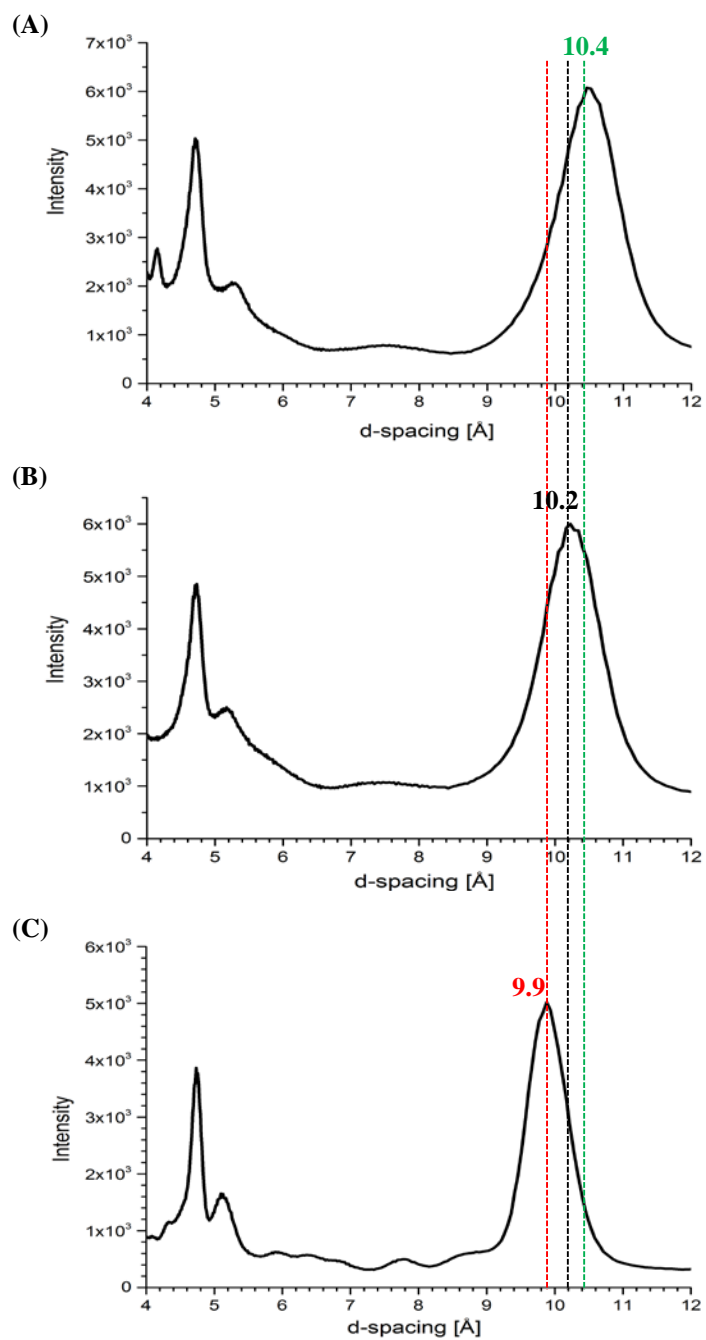 (A)
10.4
7x10³
6x10³
5x10³
4x10³
3x10³
2x10³
1x10³
0
Intensity
4 5 6 7 8 9 10 11 12
d-spacing [Å]
(B)
10.2
6x10³
5x10³
4x10³
3x10³
2x10³
1x10³
0
Intensity
4 5 6 7 8 9 10 11 12
d-spacing [Å]
(C)
9.9
6x10³
5x10³
4x10³
3x10³
2x10³
1x10³
0
Intensity
4 5 6 7 8 9 10 11 12
d-spacing [Å]